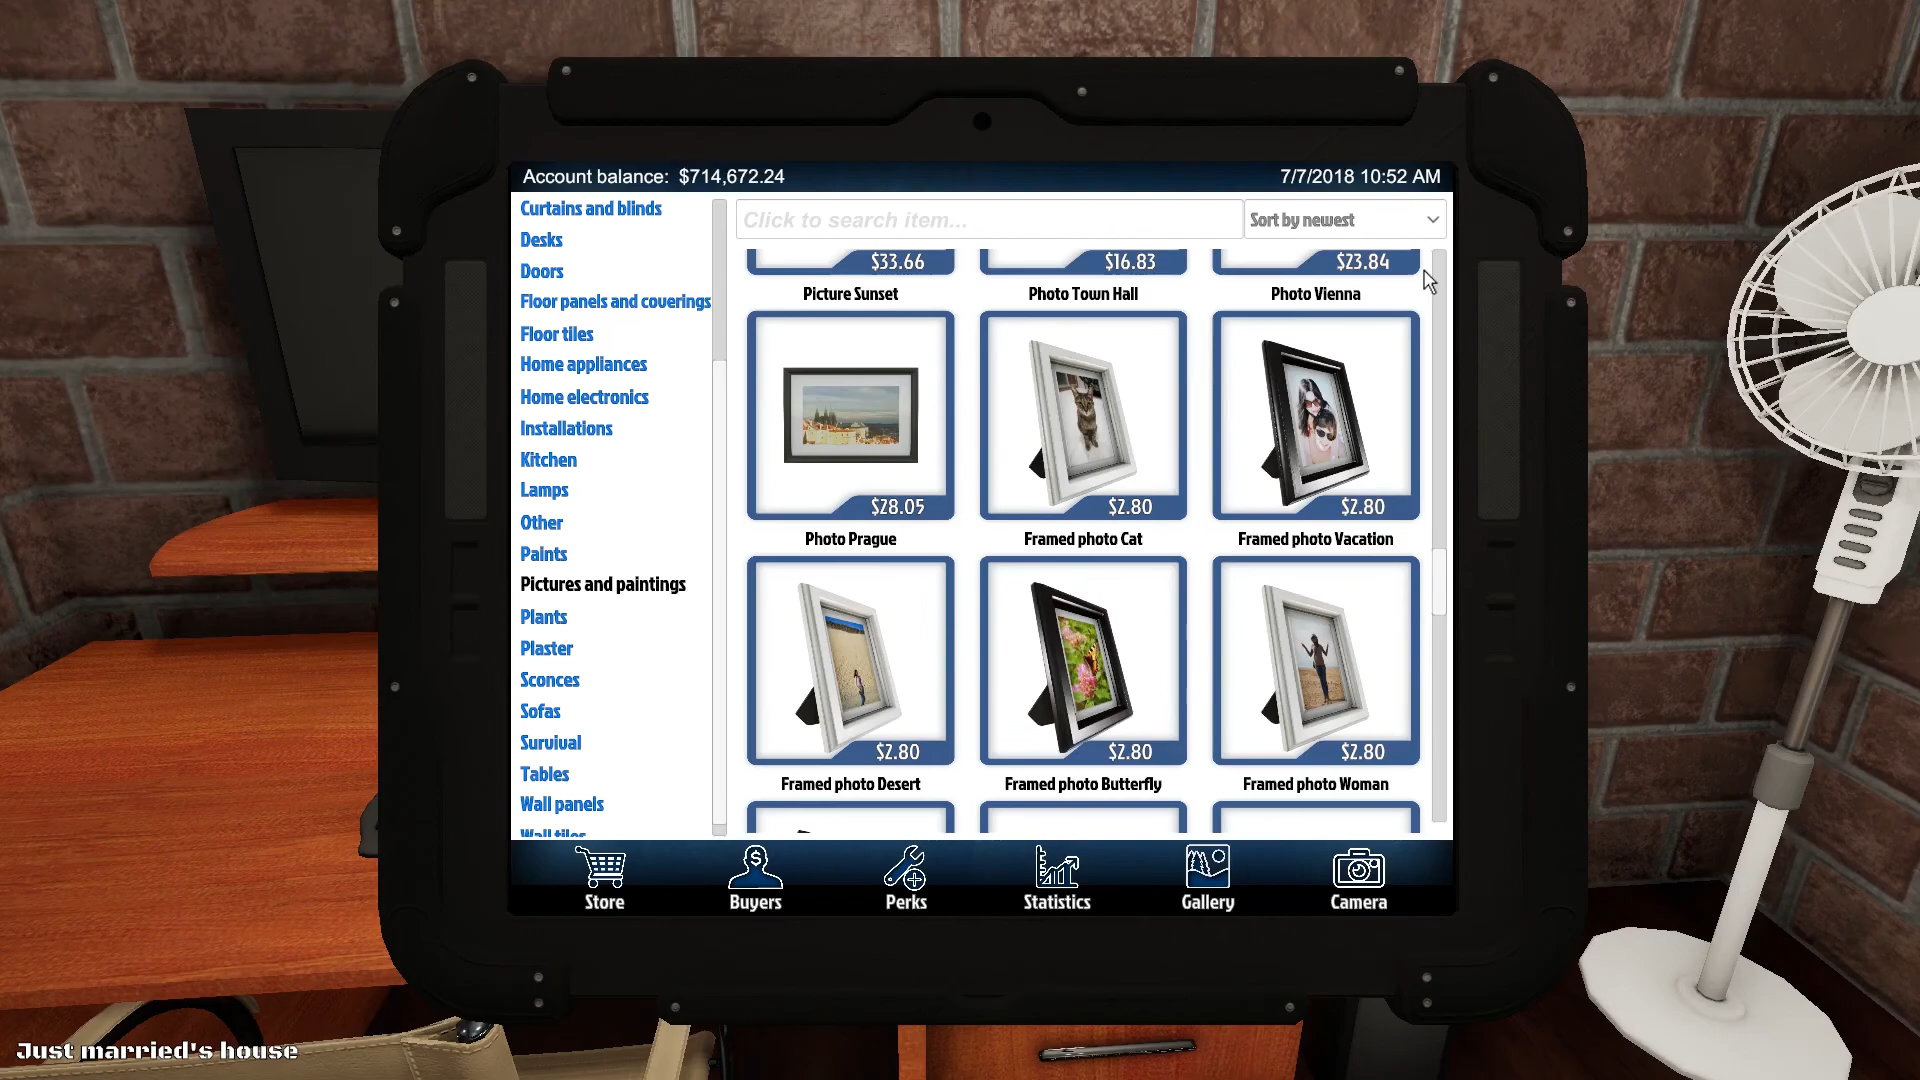 Account balance: $714,672.24
7/7/2018 10:52 AM
Curtains and blinds
Desks
Doors
Floor panels and coverings
Floor tiles
Home appliances
Home electronics
Installations
Kitchen
Lamps
Other
Paints
Pictures and paintings
Plants
Plaster
Sconces
Sofas
Survival
Tables
Wall panels
Wall tiles
Click to search item...
Sort by newest
$33.66
$16.83
$23.84
Picture Sunset
Photo Town Hall
Photo Vienna
$28.05
$2.80
$2.80
Photo Prague
Framed photo Cat
Framed photo Vacation
$2.80
$2.80
$2.80
Framed photo Desert
Framed photo Butterfly
Framed photo Woman
Store
Buyers
Perks
Statistics
Gallery
Camera
Just married's house